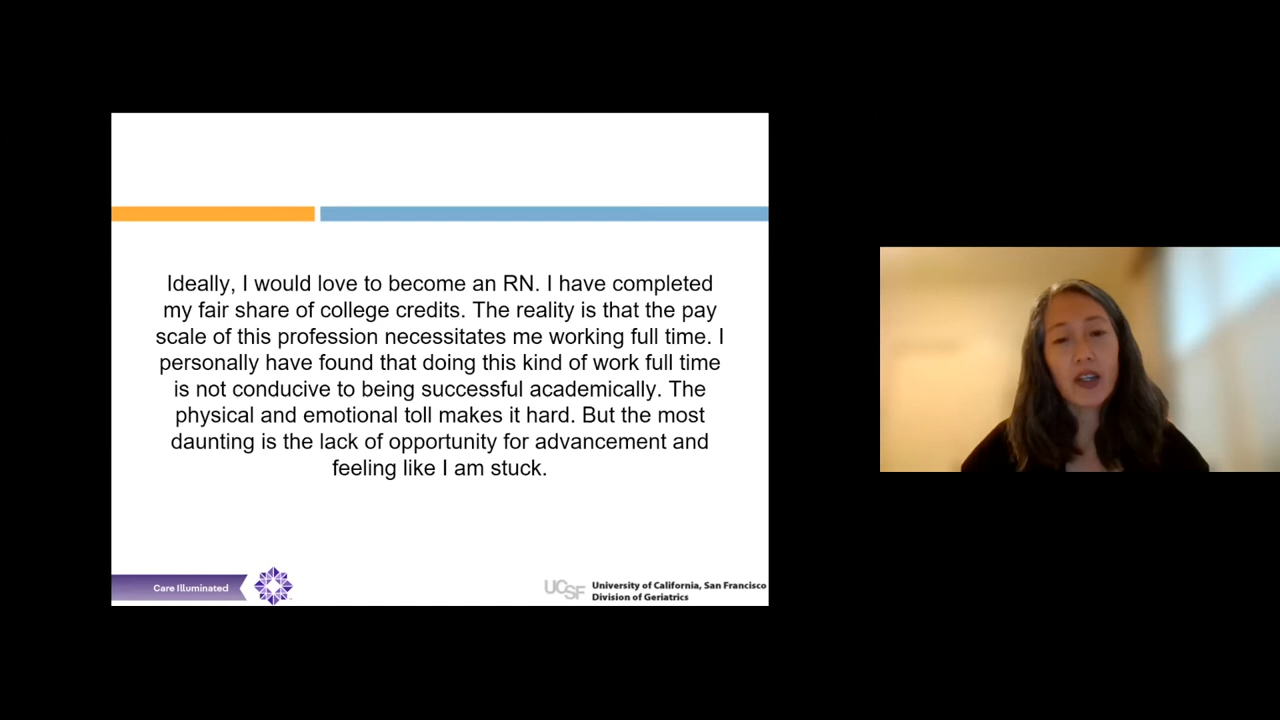 Ideally, I would love to become an RN. I have completed
my fair share of college credits. The reality is that the pay
scale of this profession necessitates me working full time. I
personally have found that doing this kind of work full time
is not conducive to being successful academically. The
physical and emotional toll makes it hard. But the most
daunting is the lack of opportunity for advancement and
feeling like I am stuck.
Care Illuminated
UCSF
University of California, San Francisco
Division of Geriatrics